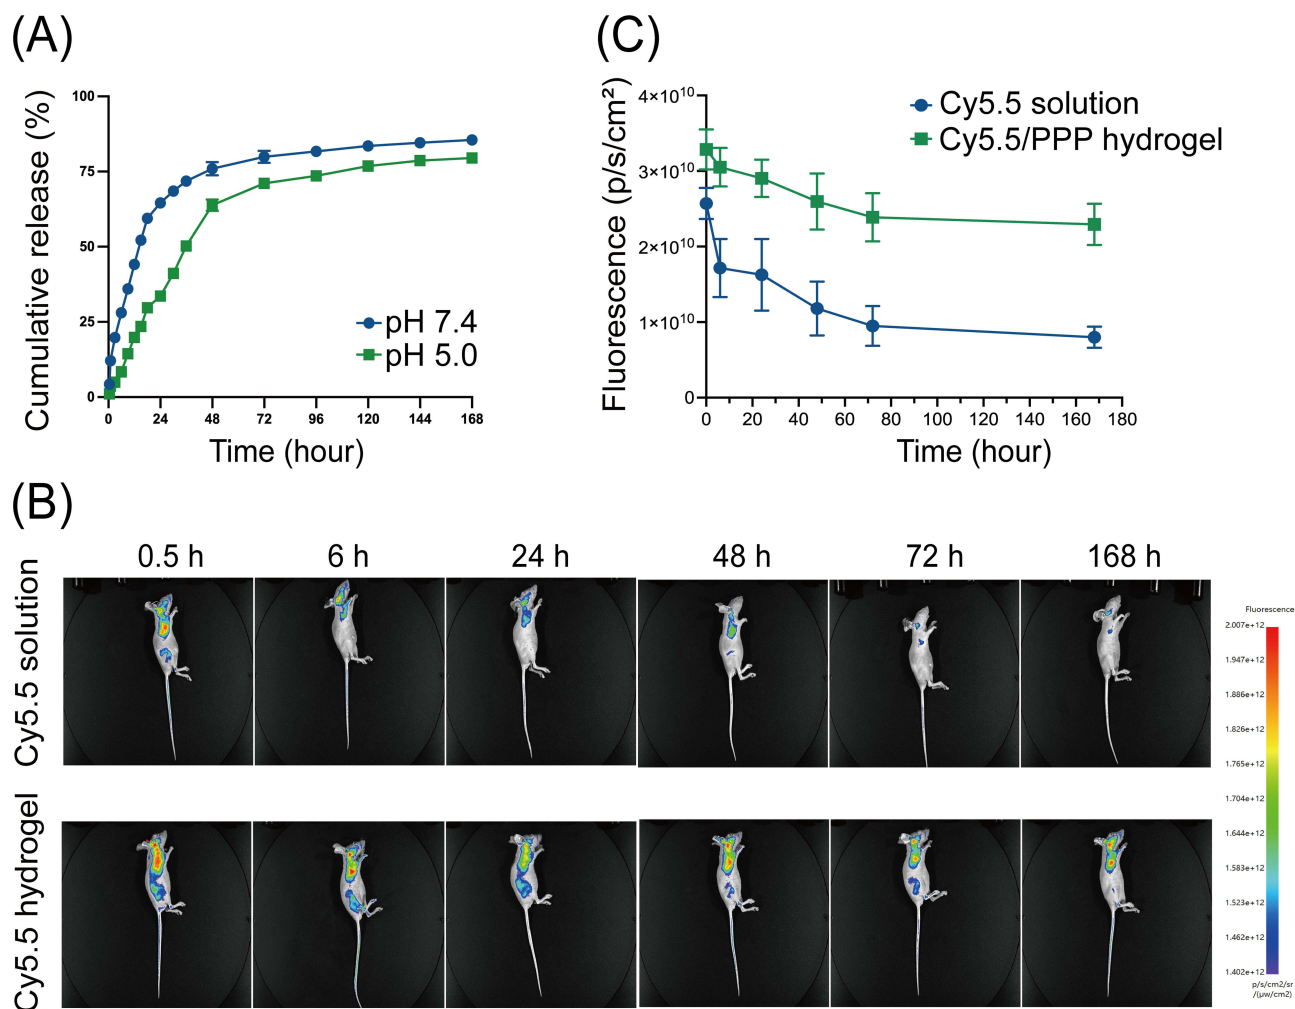 (A)
Cumulative release (%)
100
75
50
25
0
0 24 48 72 96 120 144 168
Time (hour)
pH 7.4
pH 5.0
(C)
Fluorescence (p/s/cm²)
4×10¹⁰
3×10¹⁰
2×10¹⁰
1×10¹⁰
0
0 20 40 60 80 100 120 140 160 180
Time (hour)
Cy5.5 solution
Cy5.5/PPP hydrogel
(B)
0.5 h 6 h 24 h 48 h 72 h 168 h
Cy5.5 solution
Cy5.5 hydrogel
Fluorescence
2.007e+12
1.947e+12
1.886e+12
1.826e+12
1.765e+12
1.704e+12
1.644e+12
1.583e+12
1.523e+12
1.462e+12
1.402e+12
p/s/cm2/sr
/(μw/cm2)